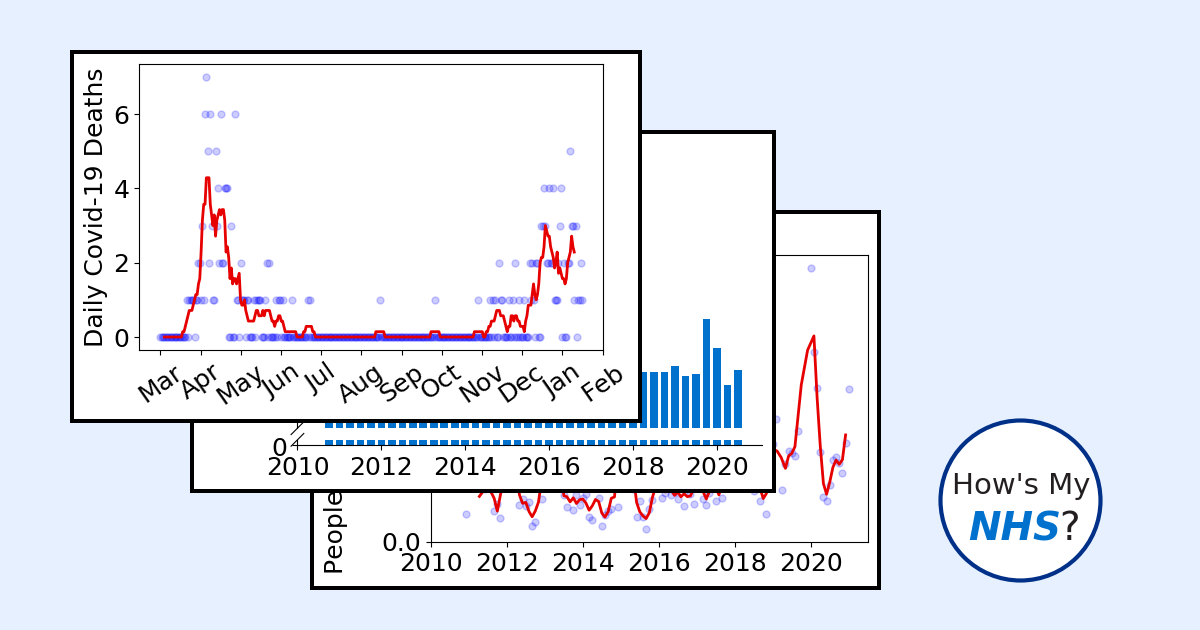 Daily Covid-19 Deaths
6
4
2
0
Mar Apr May Jun Jul Aug Sep Oct Nov Dec Jan Feb
0
2010 2012 2014 2016 2018 2020
People
0.0
2010 2012 2014 2016 2018 2020
How's My
NHS?